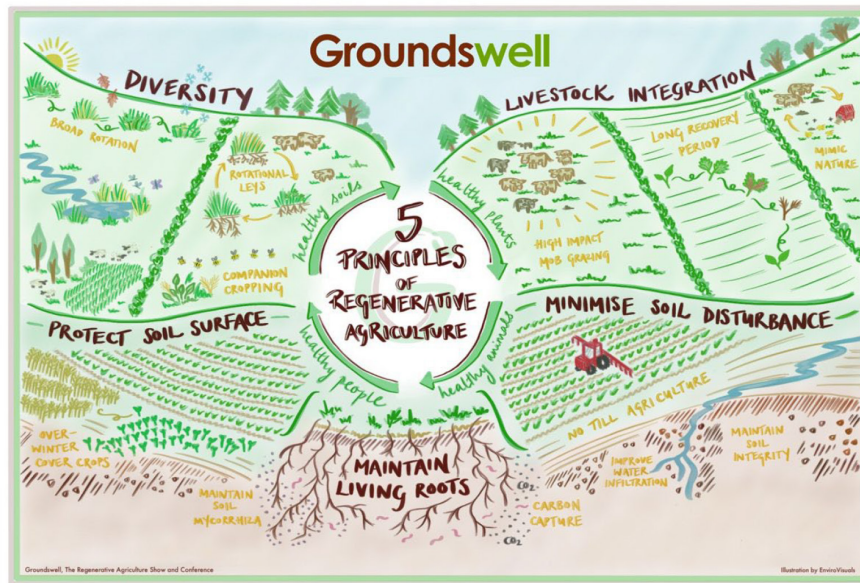 Groundswell
DIVERSITY
BROAD ROTATION
ROTATIONAL
LEYS
COMPANION
CROPPING
LIVESTOCK INTEGRATION
HIGH IMPACT
MOB GRAZING
LONG RECOVERY
PERIOD
MIMIC
NATURE
5
PRINCIPLES
OF
REGENERATIVE
AGRICULTURE
healthy soils
healthy plants
healthy animals
healthy people
PROTECT SOIL SURFACE
OVER-
WINTER
COVER CROPS
MAINTAIN
SOIL
MYCORRHIZA
MAINTAIN
LIVING ROOTS
CO2
CARBON
CAPTURE
CO2
MINIMISE SOIL DISTURBANCE
NO TILL AGRICULTURE
IMPROVE
WATER
INFILTRATION
MAINTAIN
SOIL
INTEGRITY
Groundswell, The Regenerative Agriculture Show and Conference
Illustration by EnviroVisuals